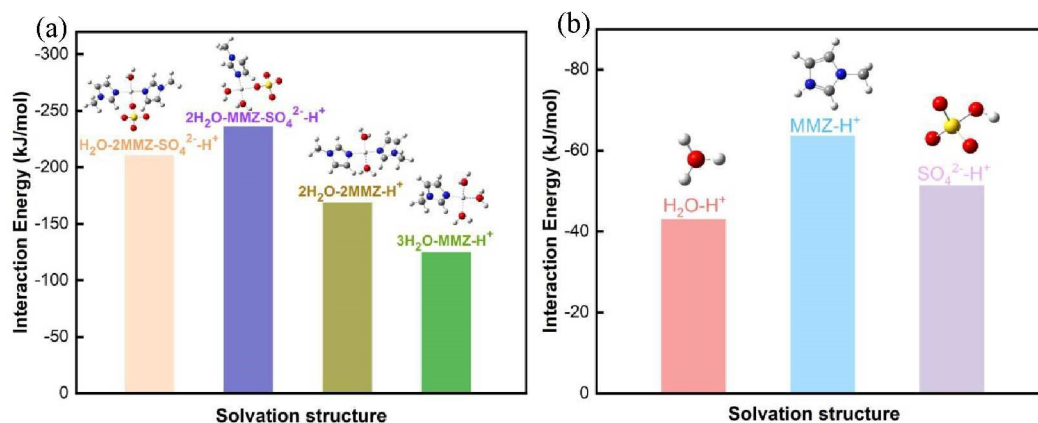 (a)
Interaction Energy (kJ/mol)
-300
-250
-200
-150
-100
-50
0
H₂O-2MMZ-SO₄²⁻-H⁺
2H₂O-MMZ-SO₄²⁻-H⁺
2H₂O-2MMZ-H⁺
3H₂O-MMZ-H⁺
Solvation structure
(b)
Interaction Energy (kJ/mol)
-80
-60
-40
-20
0
H₂O-H⁺
MMZ-H⁺
SO₄²⁻-H⁺
Solvation structure